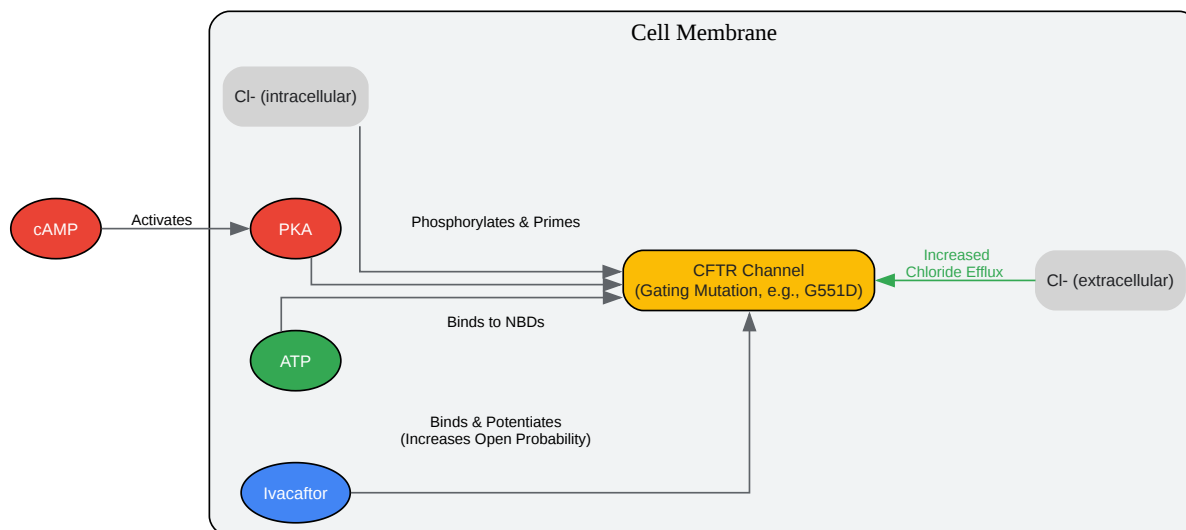 Cell Membrane
Cl- (intracellular)
cAMP
Activates
PKA
Phosphorylates & Primes
CFTR Channel
(Gating Mutation, e.g., G551D)
Increased
Chloride Efflux
Cl- (extracellular)
Binds to NBDs
ATP
Binds & Potentiates
(Increases Open Probability)
Ivacaftor